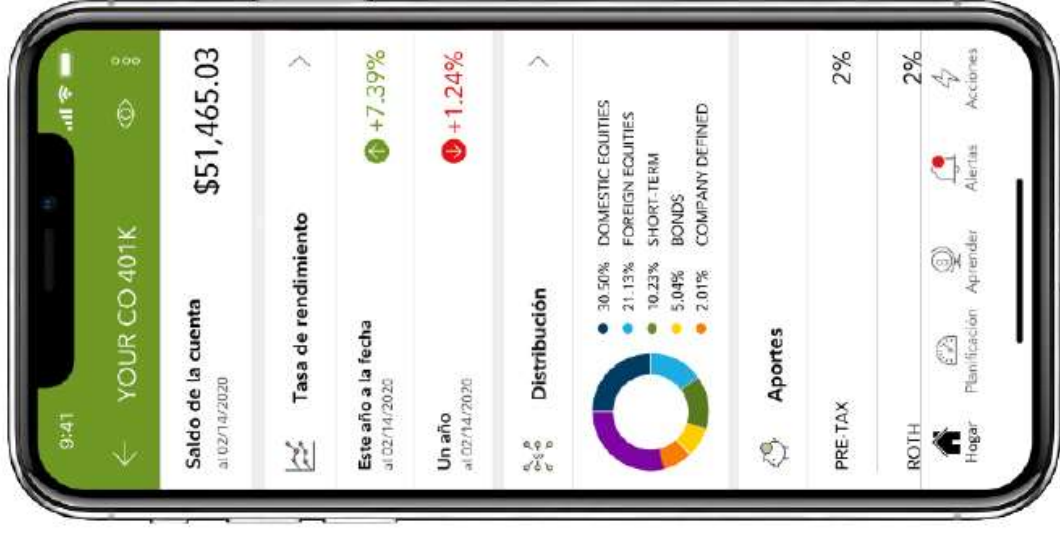 9:41
YOUR CO 401K
Saldo de la cuenta
al 02/14/2020
$51,465.03
Tasa de rendimiento
Este año a la fecha
al 02/14/2020
+7.39%
Un año
al 02/14/2020
+1.24%
Distribución
30.50% DOMESTIC EQUITIES
21.13% FOREIGN EQUITIES
10.23% SHORT-TERM
5.04% BONDS
2.01% COMPANY DEFINED
Aportes
PRE-TAX 2%
ROTH 2%
Hogar Planificación Aprender Alertas Acciones